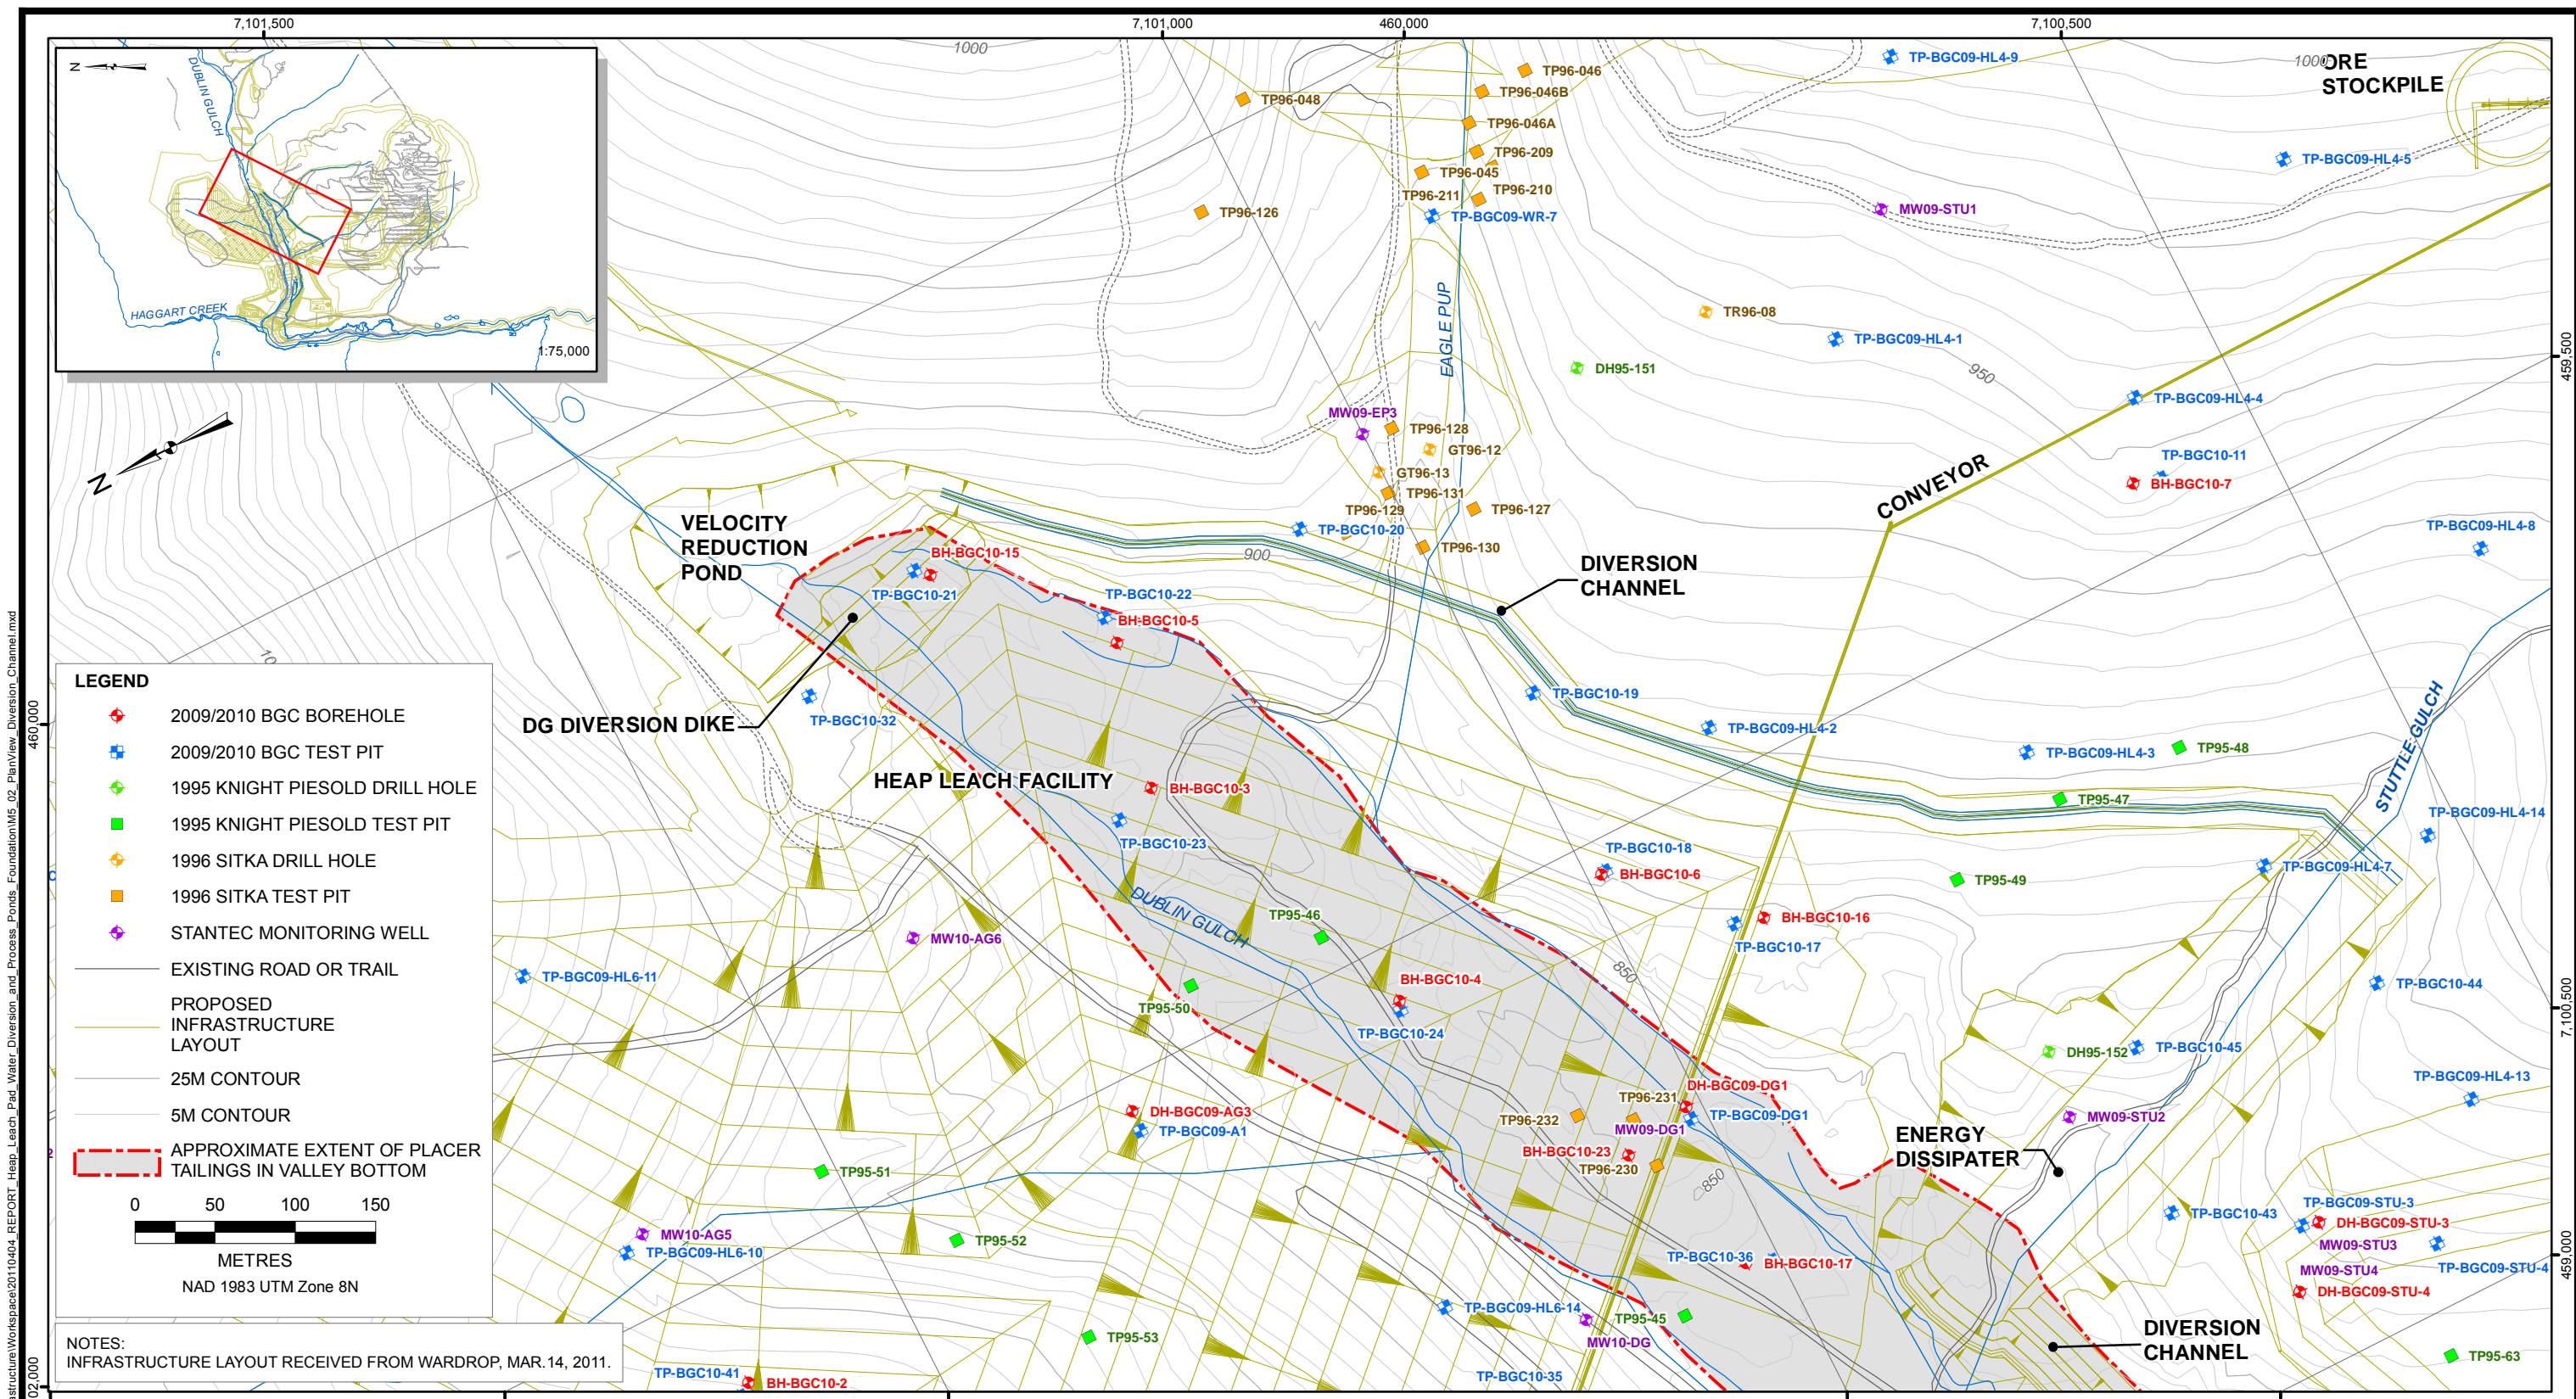 7,101,500
7,101,000
460,000
7,100,500
N
DUBLIN GULCH
HAGGART CREEK
1:75,000
1000
1000
ORE
STOCKPILE
TP-BGC09-HL4-9
TP96-046
TP96-046B
TP96-048
TP96-046A
TP96-209
TP96-045
TP96-211
TP96-210
TP96-126
TP-BGC09-WR-7
TP-BGC09-HL4-5
MW09-STU1
EAGLE PUP
TR96-08
TP-BGC09-HL4-1
459,500
DH95-151
950
TP-BGC09-HL4-4
MW09-EP3
TP96-128
GT96-12
GT96-13
TP96-131
TP96-129
TP96-127
TP-BGC10-11
BH-BGC10-7
CONVEYOR
N
VELOCITY
REDUCTION
POND
BH-BGC10-15
TP-BGC10-20
900
TP96-130
TP-BGC09-HL4-8
DIVERSION
CHANNEL
TP-BGC10-21
TP-BGC10-22
BH-BGC10-5
10
DG DIVERSION DIKE
TP-BGC10-32
TP-BGC10-19
TP-BGC09-HL4-2
TP-BGC09-HL4-3
TP95-48
STUTTLE GULCH
HEAP LEACH FACILITY
BH-BGC10-3
TP95-47
TP-BGC09-HL4-14
TP-BGC10-23
TP-BGC10-18
BH-BGC10-6
TP-BGC09-HL4-7
TP95-49
DUBLIN GULCH
TP95-46
BH-BGC10-16
TP-BGC10-17
MW10-AG6
TP-BGC09-HL6-11
850
BH-BGC10-4
TP-BGC10-44
TP95-50
TP-BGC10-24
7,100,500
DH95-152
TP-BGC10-45
TP-BGC09-HL4-13
DH-BGC09-DG1
TP96-231
TP96-232
TP-BGC09-DG1
MW09-DG1
DH-BGC09-AG3
TP-BGC09-A1
MW09-STU2
ENERGY
DISSIPATER
BH-BGC10-23
TP96-230
850
TP95-51
TP-BGC09-STU-3
TP-BGC10-43
DH-BGC09-STU-3
MW09-STU3
MW10-AG5
TP-BGC09-HL6-10
TP95-52
TP-BGC10-36
BH-BGC10-17
MW09-STU4
TP-BGC09-STU-4
DH-BGC09-STU-4
459,000
TP-BGC09-HL6-14
TP95-45
MW10-DG
TP95-53
DIVERSION
CHANNEL
TP95-63
TP-BGC10-41
BH-BGC10-2
TP-BGC10-35
460,000
02,000
LEGEND
2009/2010 BGC BOREHOLE
2009/2010 BGC TEST PIT
1995 KNIGHT PIESOLD DRILL HOLE
1995 KNIGHT PIESOLD TEST PIT
1996 SITKA DRILL HOLE
1996 SITKA TEST PIT
STANTEC MONITORING WELL
EXISTING ROAD OR TRAIL
PROPOSED
INFRASTRUCTURE
LAYOUT
25M CONTOUR
5M CONTOUR
APPROXIMATE EXTENT OF PLACER
TAILINGS IN VALLEY BOTTOM
0 50 100 150
METRES
NAD 1983 UTM Zone 8N
NOTES:
INFRASTRUCTURE LAYOUT RECEIVED FROM WARDROP, MAR.14, 2011.
astructure\Workspace\20110404_REPORT_Heap_Leach_Pad_Water_Diversion_and_Process_Ponds_Foundation\M5_02_PlanView_Diversion_Channel.mxd